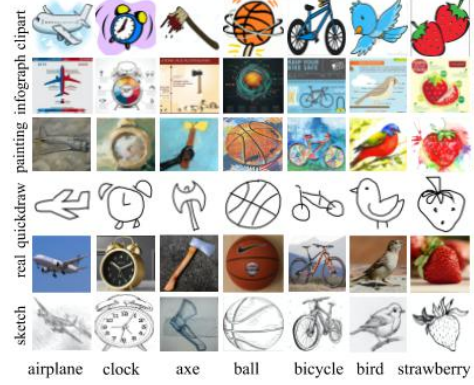 clipart
infograph
painting
quickdraw
real
sketch
airplane clock axe ball bicycle bird strawberry